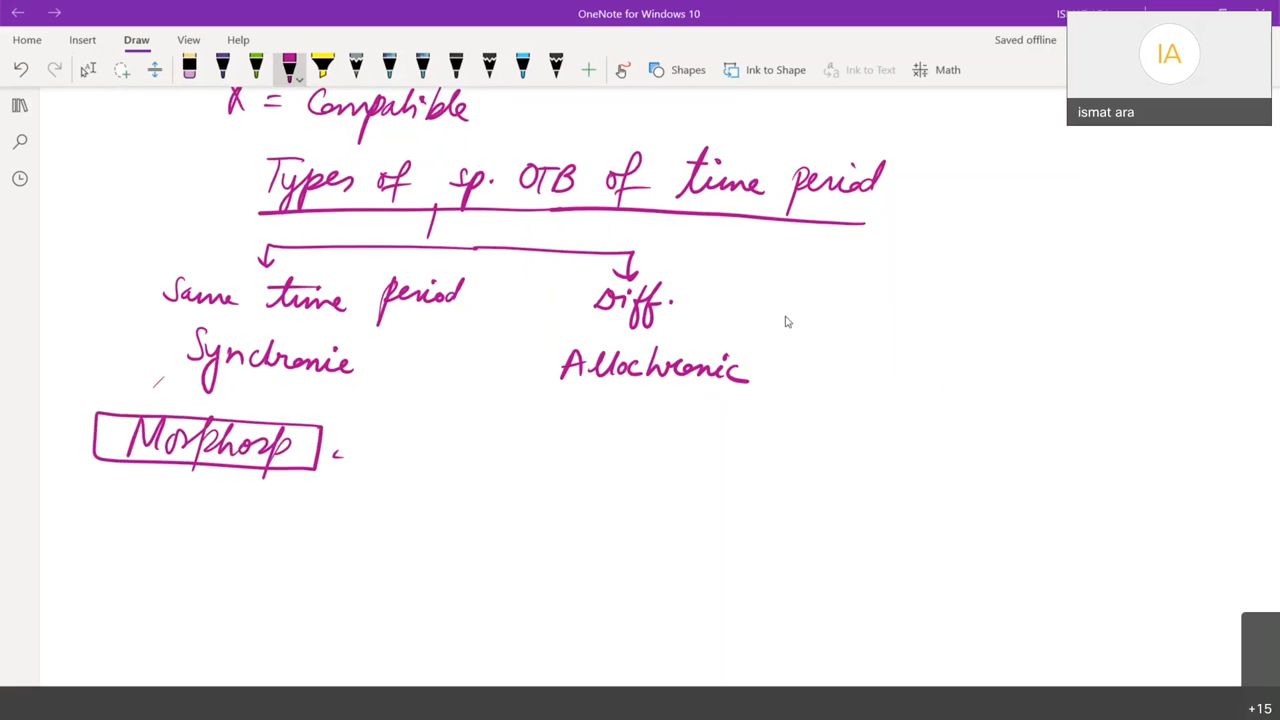 OneNote for Windows 10
Home Insert Draw View Help
Saved offline
Shapes Ink to Shape Ink to Text Math
IA
ismat ara
X = Compatible
Types of sp. OTB of time period
Same time period Diff.
Synchronic Allochronic
Morphosp
+15